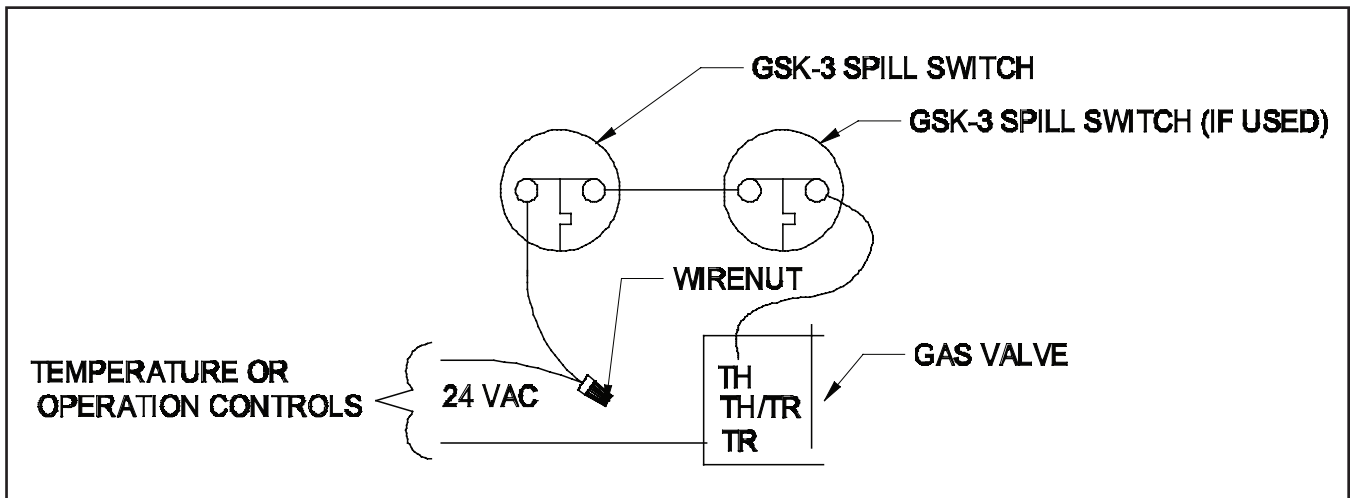 GSK-3 SPILL SWITCH
GSK-3 SPILL SWITCH (IF USED)
WIRENUT
TEMPERATURE OR
OPERATION CONTROLS
24 VAC
GAS VALVE
TH
TH/TR
TR